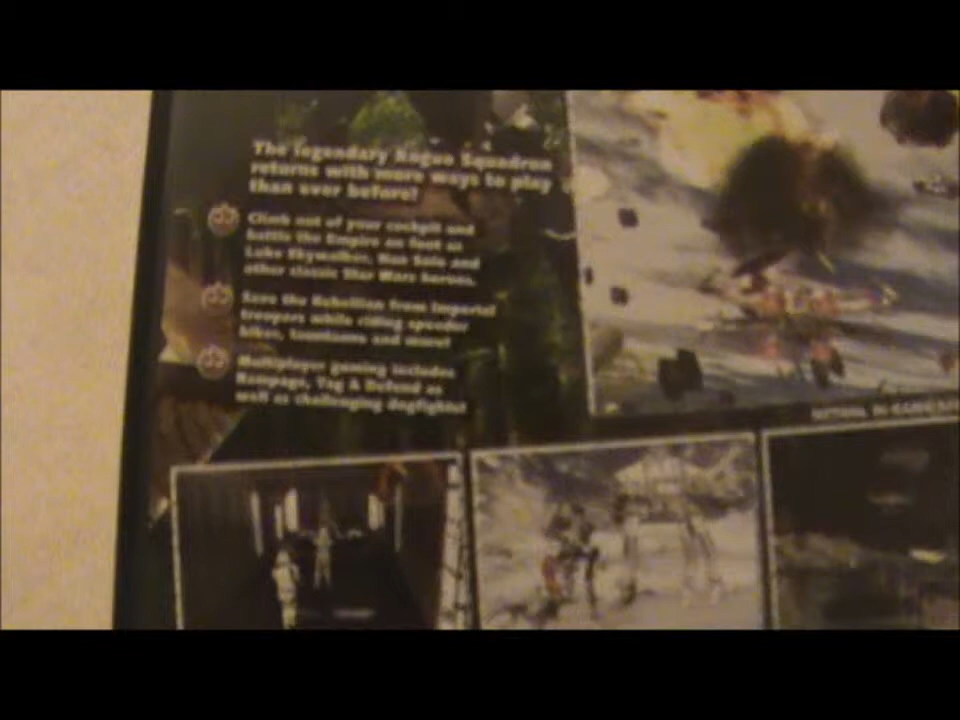 The legendary Rogue Squadron
returns with more ways to play
than ever before!
Climb out of your cockpit and
battle the Empire on foot as
Luke Skywalker, Han Solo and
other classic Star Wars heroes.
Save the Rebellion from Imperial
troopers while riding speeder
bikes, tauntauns and more!
Multiplayer gaming includes
Rampage, Tag & Defend as
well as challenging dogfights!